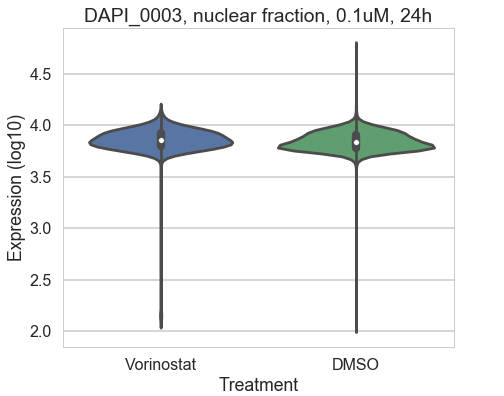 DAPI_0003, nuclear fraction, 0.1uM, 24h
Expression (log10)
4.5
4.0
3.5
3.0
2.5
2.0
Vorinostat DMSO
Treatment